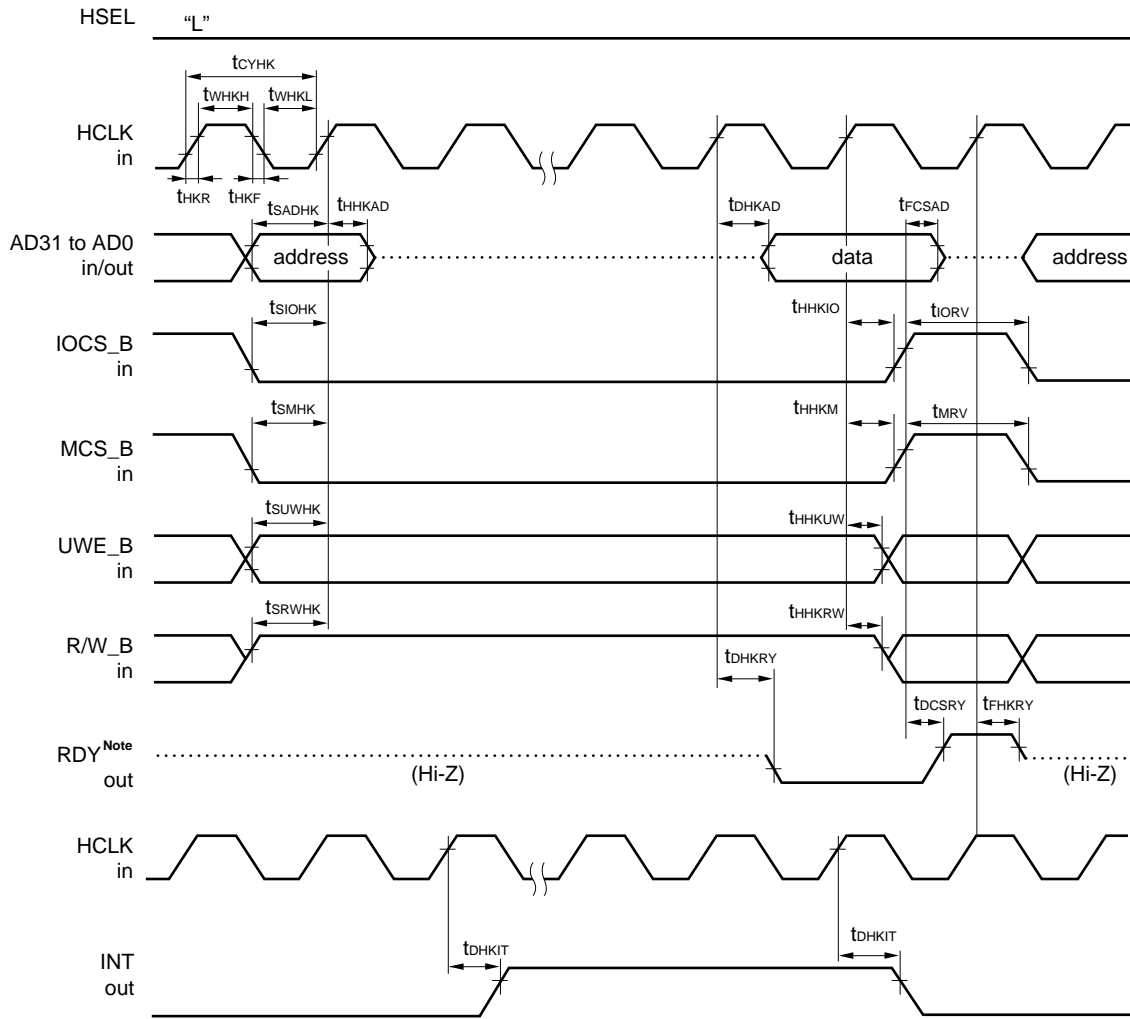 HSEL “L”
tCYHK
tWHKH tWHKL
HCLK
in
tHKR tHKF
tSADHK tHHKAD tDHKAD tFCSAD
AD31 to AD0
in/out
address data address
tSIOHK tHHKIO tIORV
IOCS_B
in
tSMHK tHHKM tMRV
MCS_B
in
tSUWHK tHHKUW
UWE_B
in
tSRWHK tHHKRW
R/W_B
in
tDHKRY
tDCSRY tFHKRY
RDY Note
out
(Hi-Z) (Hi-Z)
HCLK
in
tDHKIT tDHKIT
INT
out